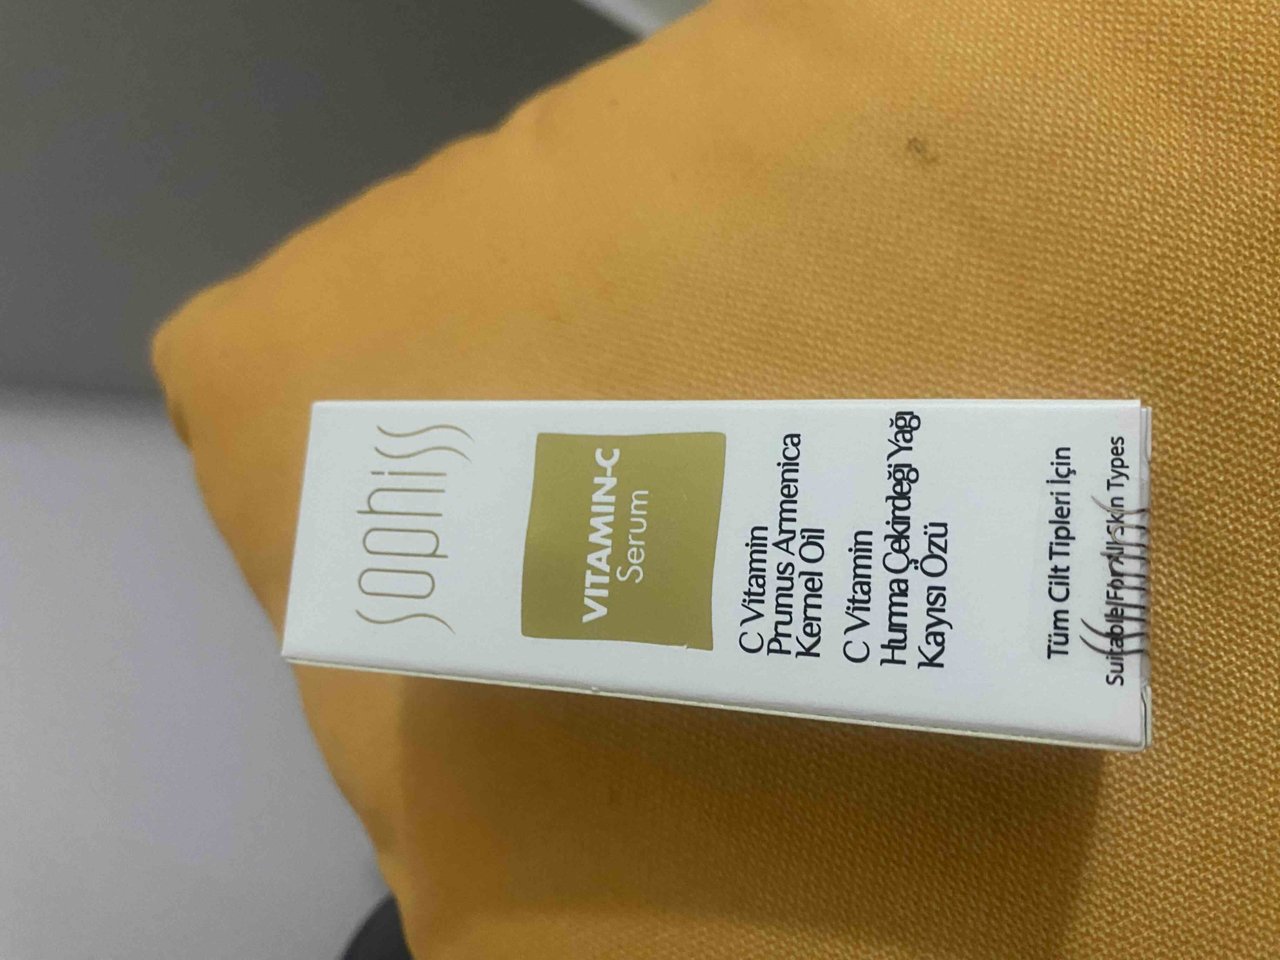 sophiss
VITAMIN-C
Serum
C Vitamin
Prunus Armenica
Kernel Oil
C Vitamin
Hurma Çekirdeği Yağı
Kayısı Özü
Tüm Cilt Tipleri İçin
Suitable For All Skin Types